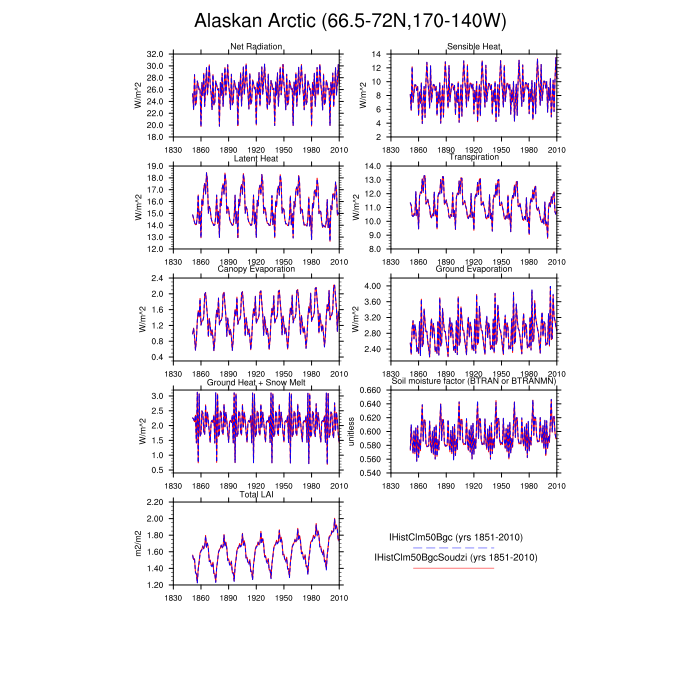 Alaskan Arctic (66.5-72N,170-140W)
Net Radiation
W/m^2
32.0
30.0
28.0
26.0
24.0
22.0
20.0
18.0
1830 1860 1890 1920 1950 1980 2010
Sensible Heat
W/m^2
14
12
10
8
6
4
2
1830 1860 1890 1920 1950 1980 2010
Latent Heat
W/m^2
19.0
18.0
17.0
16.0
15.0
14.0
13.0
12.0
1830 1860 1890 1920 1950 1980 2010
Transpiration
W/m^2
14.0
13.0
12.0
11.0
10.0
9.0
8.0
1830 1860 1890 1920 1950 1980 2010
Canopy Evaporation
W/m^2
2.4
2.0
1.6
1.2
0.8
0.4
1830 1860 1890 1920 1950 1980 2010
Ground Evaporation
W/m^2
4.00
3.60
3.20
2.80
2.40
1830 1860 1890 1920 1950 1980 2010
Ground Heat + Snow Melt
W/m^2
3.0
2.5
2.0
1.5
1.0
0.5
1830 1860 1890 1920 1950 1980 2010
Soil moisture factor (BTRAN or BTRANMN)
unitless
0.660
0.640
0.620
0.600
0.580
0.560
0.540
1830 1860 1890 1920 1950 1980 2010
Total LAI
m2/m2
2.20
2.00
1.80
1.60
1.40
1.20
1830 1860 1890 1920 1950 1980 2010
IHistClm50Bgc (yrs 1851-2010)
IHistClm50BgcSoudzi (yrs 1851-2010)